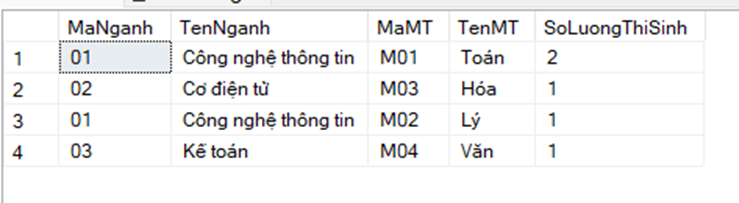 MaNganh TenNganh MaMT TenMT SoLuongThiSinh
1 01 Công nghệ thông tin M01 Toán 2
2 02 Cơ điện tử M03 Hóa 1
3 01 Công nghệ thông tin M02 Lý 1
4 03 Kế toán M04 Văn 1